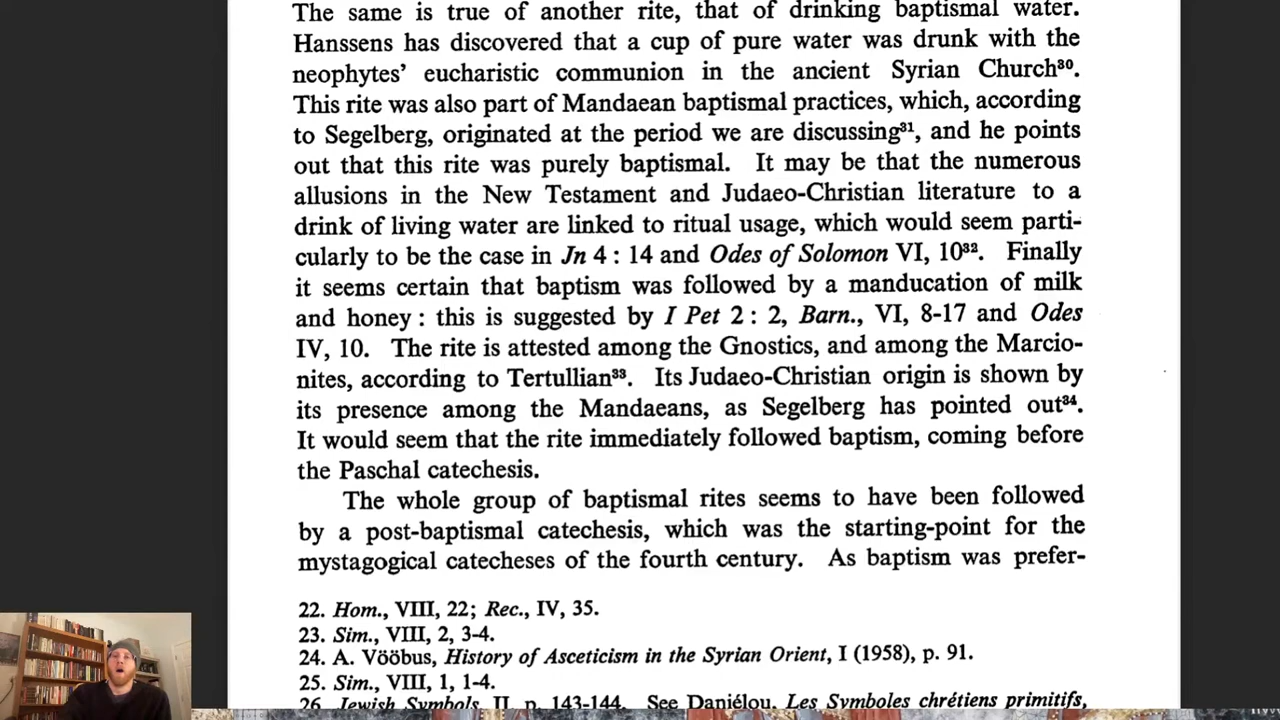 The same is true of another rite, that of drinking baptismal water.
Hanssens has discovered that a cup of pure water was drunk with the
neophytes’ eucharistic communion in the ancient Syrian Church³⁰.
This rite was also part of Mandaean baptismal practices, which, according
to Segelberg, originated at the period we are discussing³¹, and he points
out that this rite was purely baptismal. It may be that the numerous
allusions in the New Testament and Judaeo-Christian literature to a
drink of living water are linked to ritual usage, which would seem parti-
cularly to be the case in Jn 4 : 14 and Odes of Solomon VI, 10³². Finally
it seems certain that baptism was followed by a manducation of milk
and honey : this is suggested by I Pet 2 : 2, Barn., VI, 8-17 and Odes
IV, 10. The rite is attested among the Gnostics, and among the Marcio-
nites, according to Tertullian³³. Its Judaeo-Christian origin is shown by
its presence among the Mandaeans, as Segelberg has pointed out³⁴.
It would seem that the rite immediately followed baptism, coming before
the Paschal catechesis.
The whole group of baptismal rites seems to have been followed
by a post-baptismal catechesis, which was the starting-point for the
mystagogical catecheses of the fourth century. As baptism was prefer-
22. Hom., VIII, 22; Rec., IV, 35.
23. Sim., VIII, 2, 3-4.
24. A. Vööbus, History of Asceticism in the Syrian Orient, I (1958), p. 91.
25. Sim., VIII, 1, 1-4.
26. Jewish Symbols, II, p. 143-144. See Daniélou, Les Symboles chrétiens primitifs,